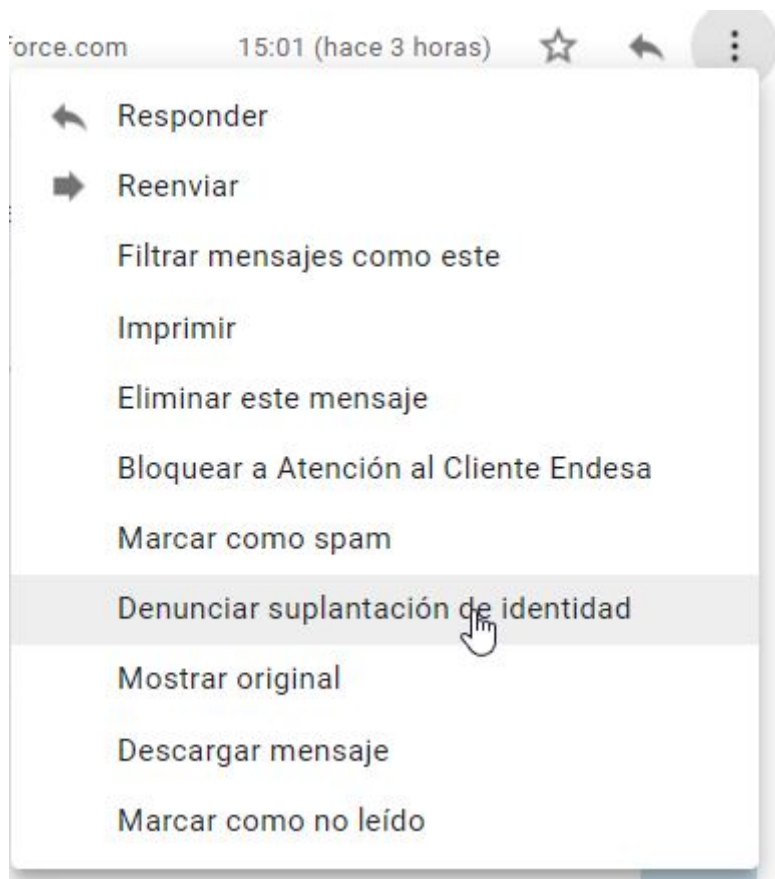 force.com 15:01 (hace 3 horas)
Responder
Reenviar
Filtrar mensajes como este
Imprimir
Eliminar este mensaje
Bloquear a Atención al Cliente Endesa
Marcar como spam
Denunciar suplantación de identidad
Mostrar original
Descargar mensaje
Marcar como no leído